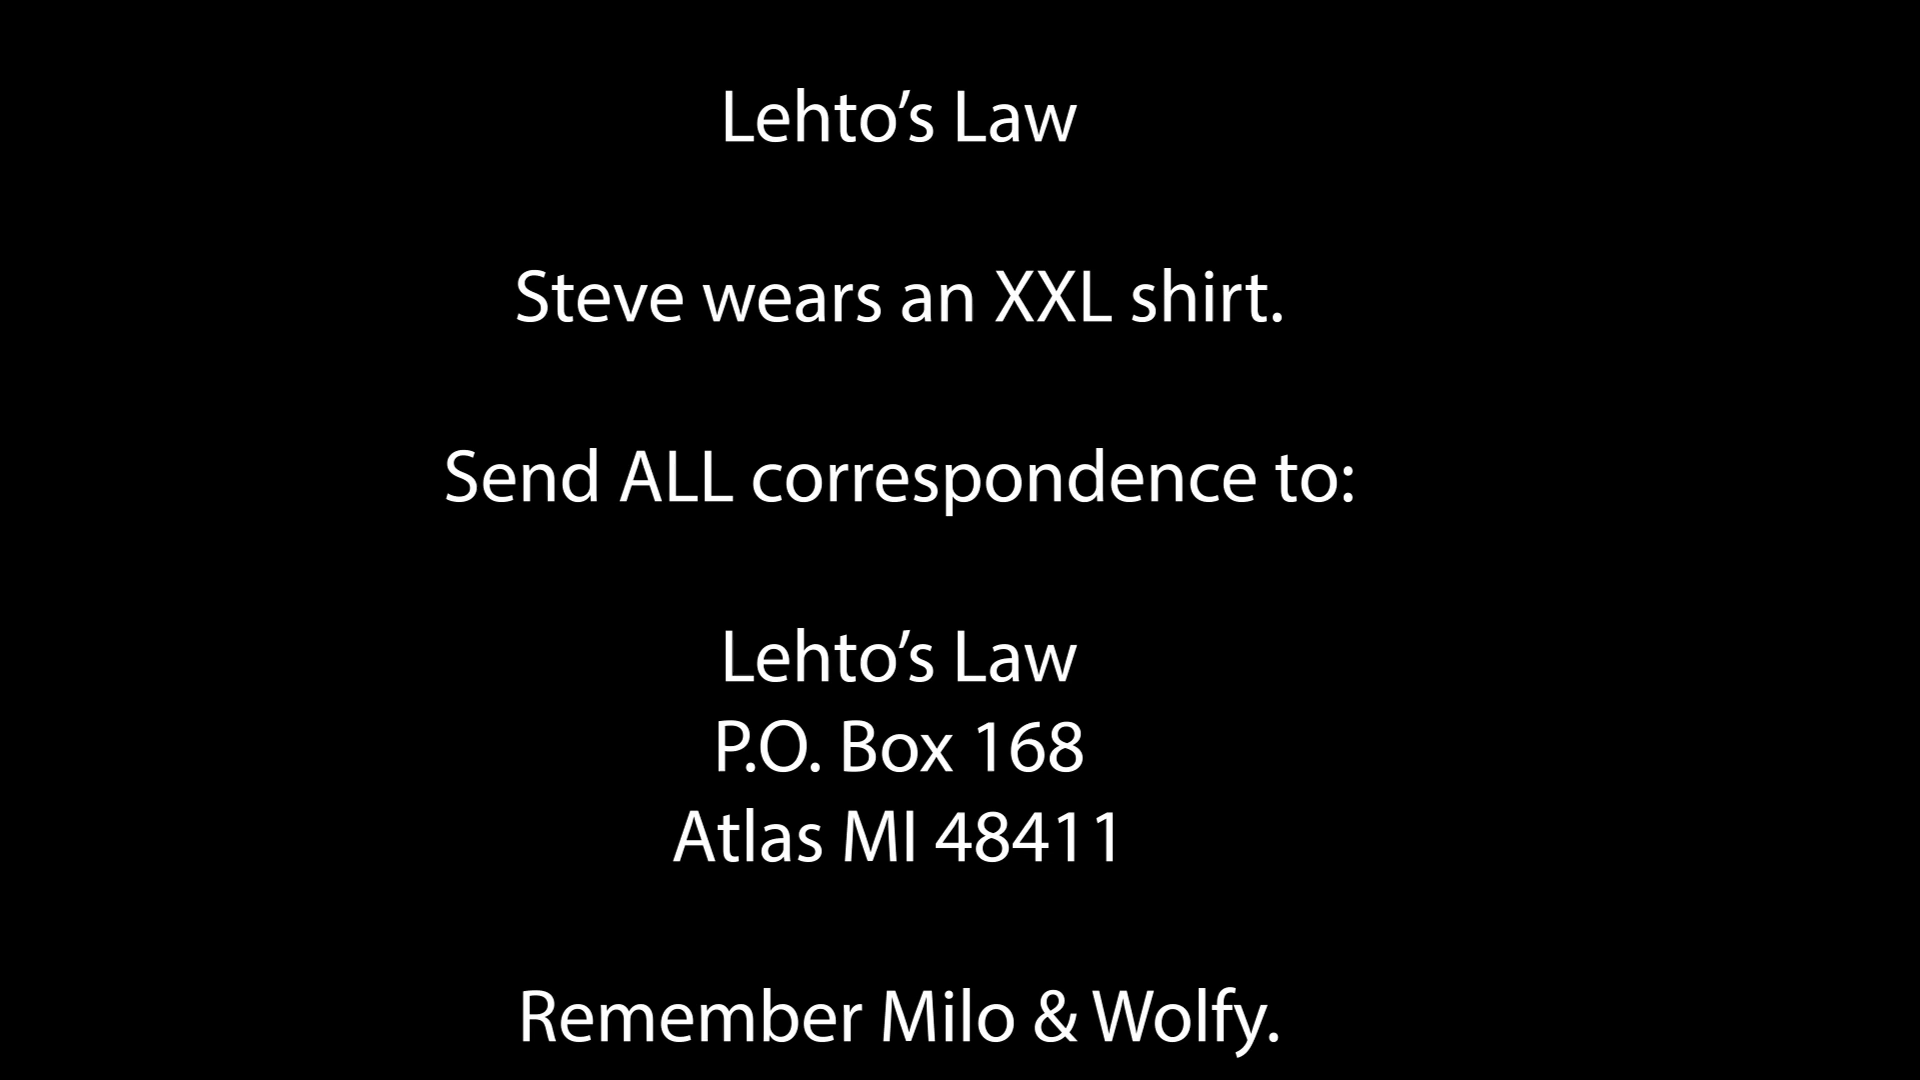 Lehto’s Law
Steve wears an XXL shirt.
Send ALL correspondence to:
Lehto’s Law
P.O. Box 168
Atlas MI 48411
Remember Milo & Wolfy.